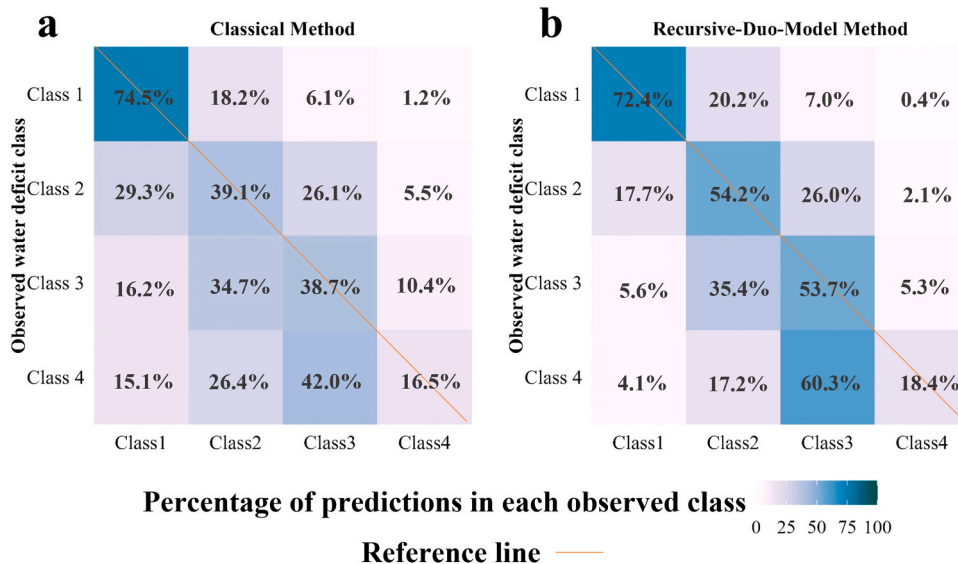 a
Classical Method
Observed water deficit class
Class 1
74.5% 18.2% 6.1% 1.2%
Class 2
29.3% 39.1% 26.1% 5.5%
Class 3
16.2% 34.7% 38.7% 10.4%
Class 4
15.1% 26.4% 42.0% 16.5%
Class1 Class2 Class3 Class4
b
Recursive-Duo-Model Method
Observed water deficit class
Class 1
72.4% 20.2% 7.0% 0.4%
Class 2
17.7% 54.2% 26.0% 2.1%
Class 3
5.6% 35.4% 53.7% 5.3%
Class 4
4.1% 17.2% 60.3% 18.4%
Class1 Class2 Class3 Class4
Percentage of predictions in each observed class
0 25 50 75 100
Reference line